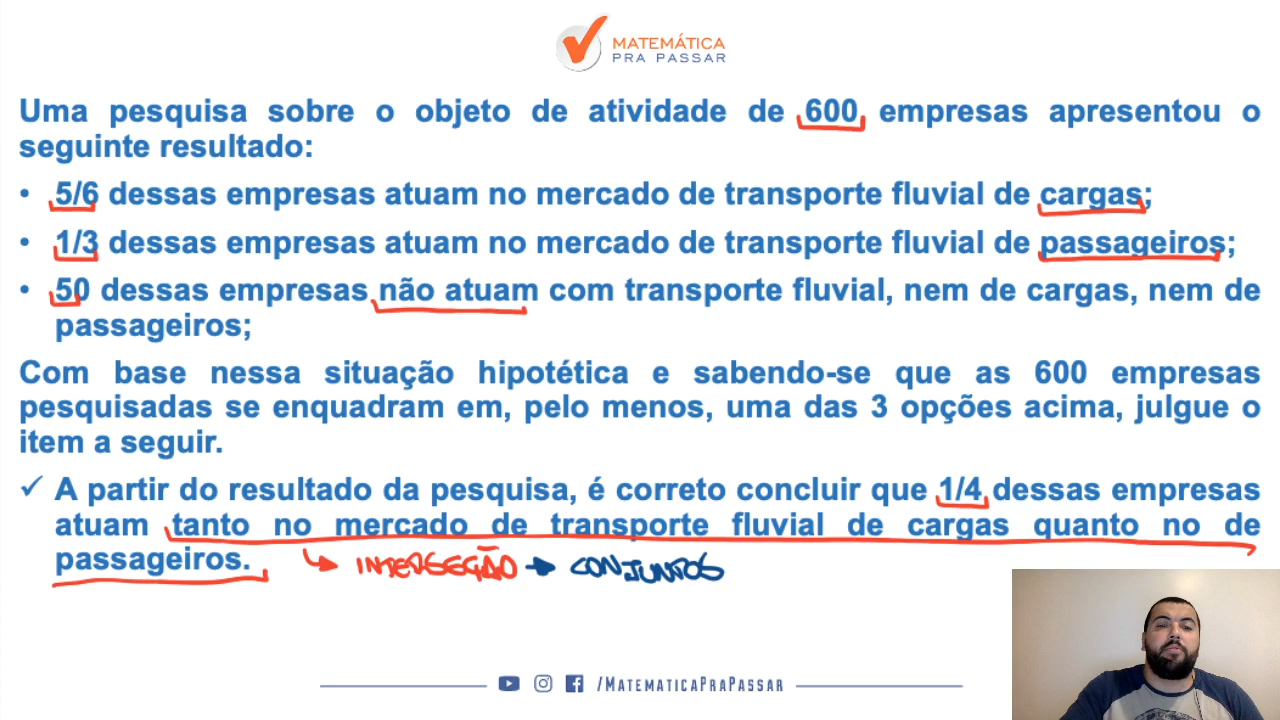 MATEMÁTICA
PRA PASSAR
Uma pesquisa sobre o objeto de atividade de 600 empresas apresentou o
seguinte resultado:
• 5/6 dessas empresas atuam no mercado de transporte fluvial de cargas;
• 1/3 dessas empresas atuam no mercado de transporte fluvial de passageiros;
• 50 dessas empresas não atuam com transporte fluvial, nem de cargas, nem de
passageiros;
Com base nessa situação hipotética e sabendo-se que as 600 empresas
pesquisadas se enquadram em, pelo menos, uma das 3 opções acima, julgue o
item a seguir.
✓ A partir do resultado da pesquisa, é correto concluir que 1/4 dessas empresas
atuam tanto no mercado de transporte fluvial de cargas quanto no de
passageiros.
↳ INTERSEÇÃO → CONJUNTOS
/MATEMATICAPRAPASSAR